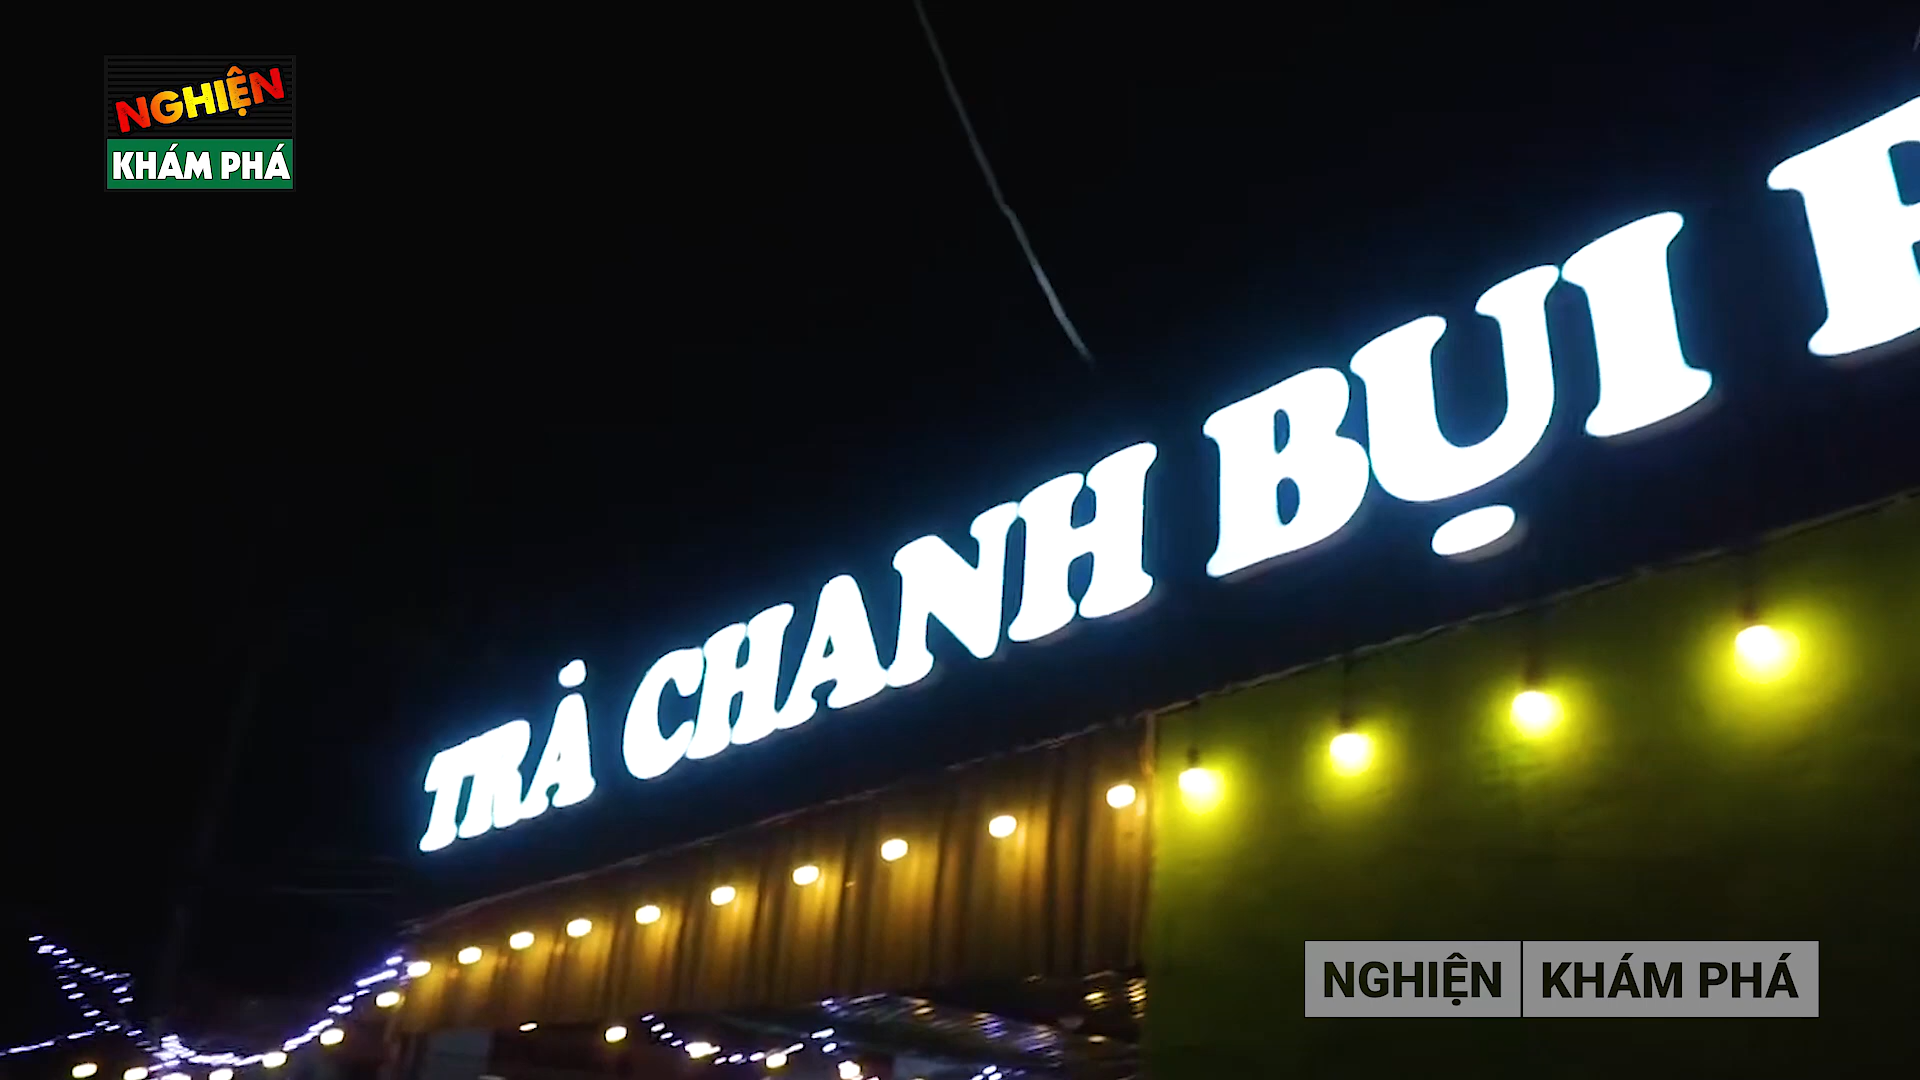 NGHIỆN
KHÁM PHÁ
TRÀ CHANH BỤI
NGHIỆN KHÁM PHÁ